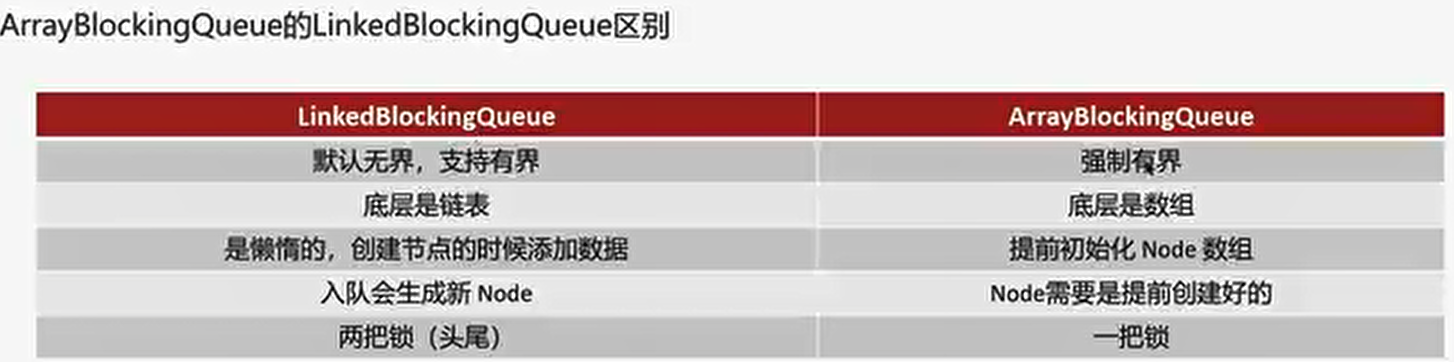 ArrayBlockingQueue的LinkedBlockingQueue区别
LinkedBlockingQueue ArrayBlockingQueue
默认无界，支持有界 强制有界
底层是链表 底层是数组
是懒惰的，创建节点的时候添加数据 提前初始化 Node 数组
入队会生成新 Node Node需要是提前创建好的
两把锁（头尾） 一把锁